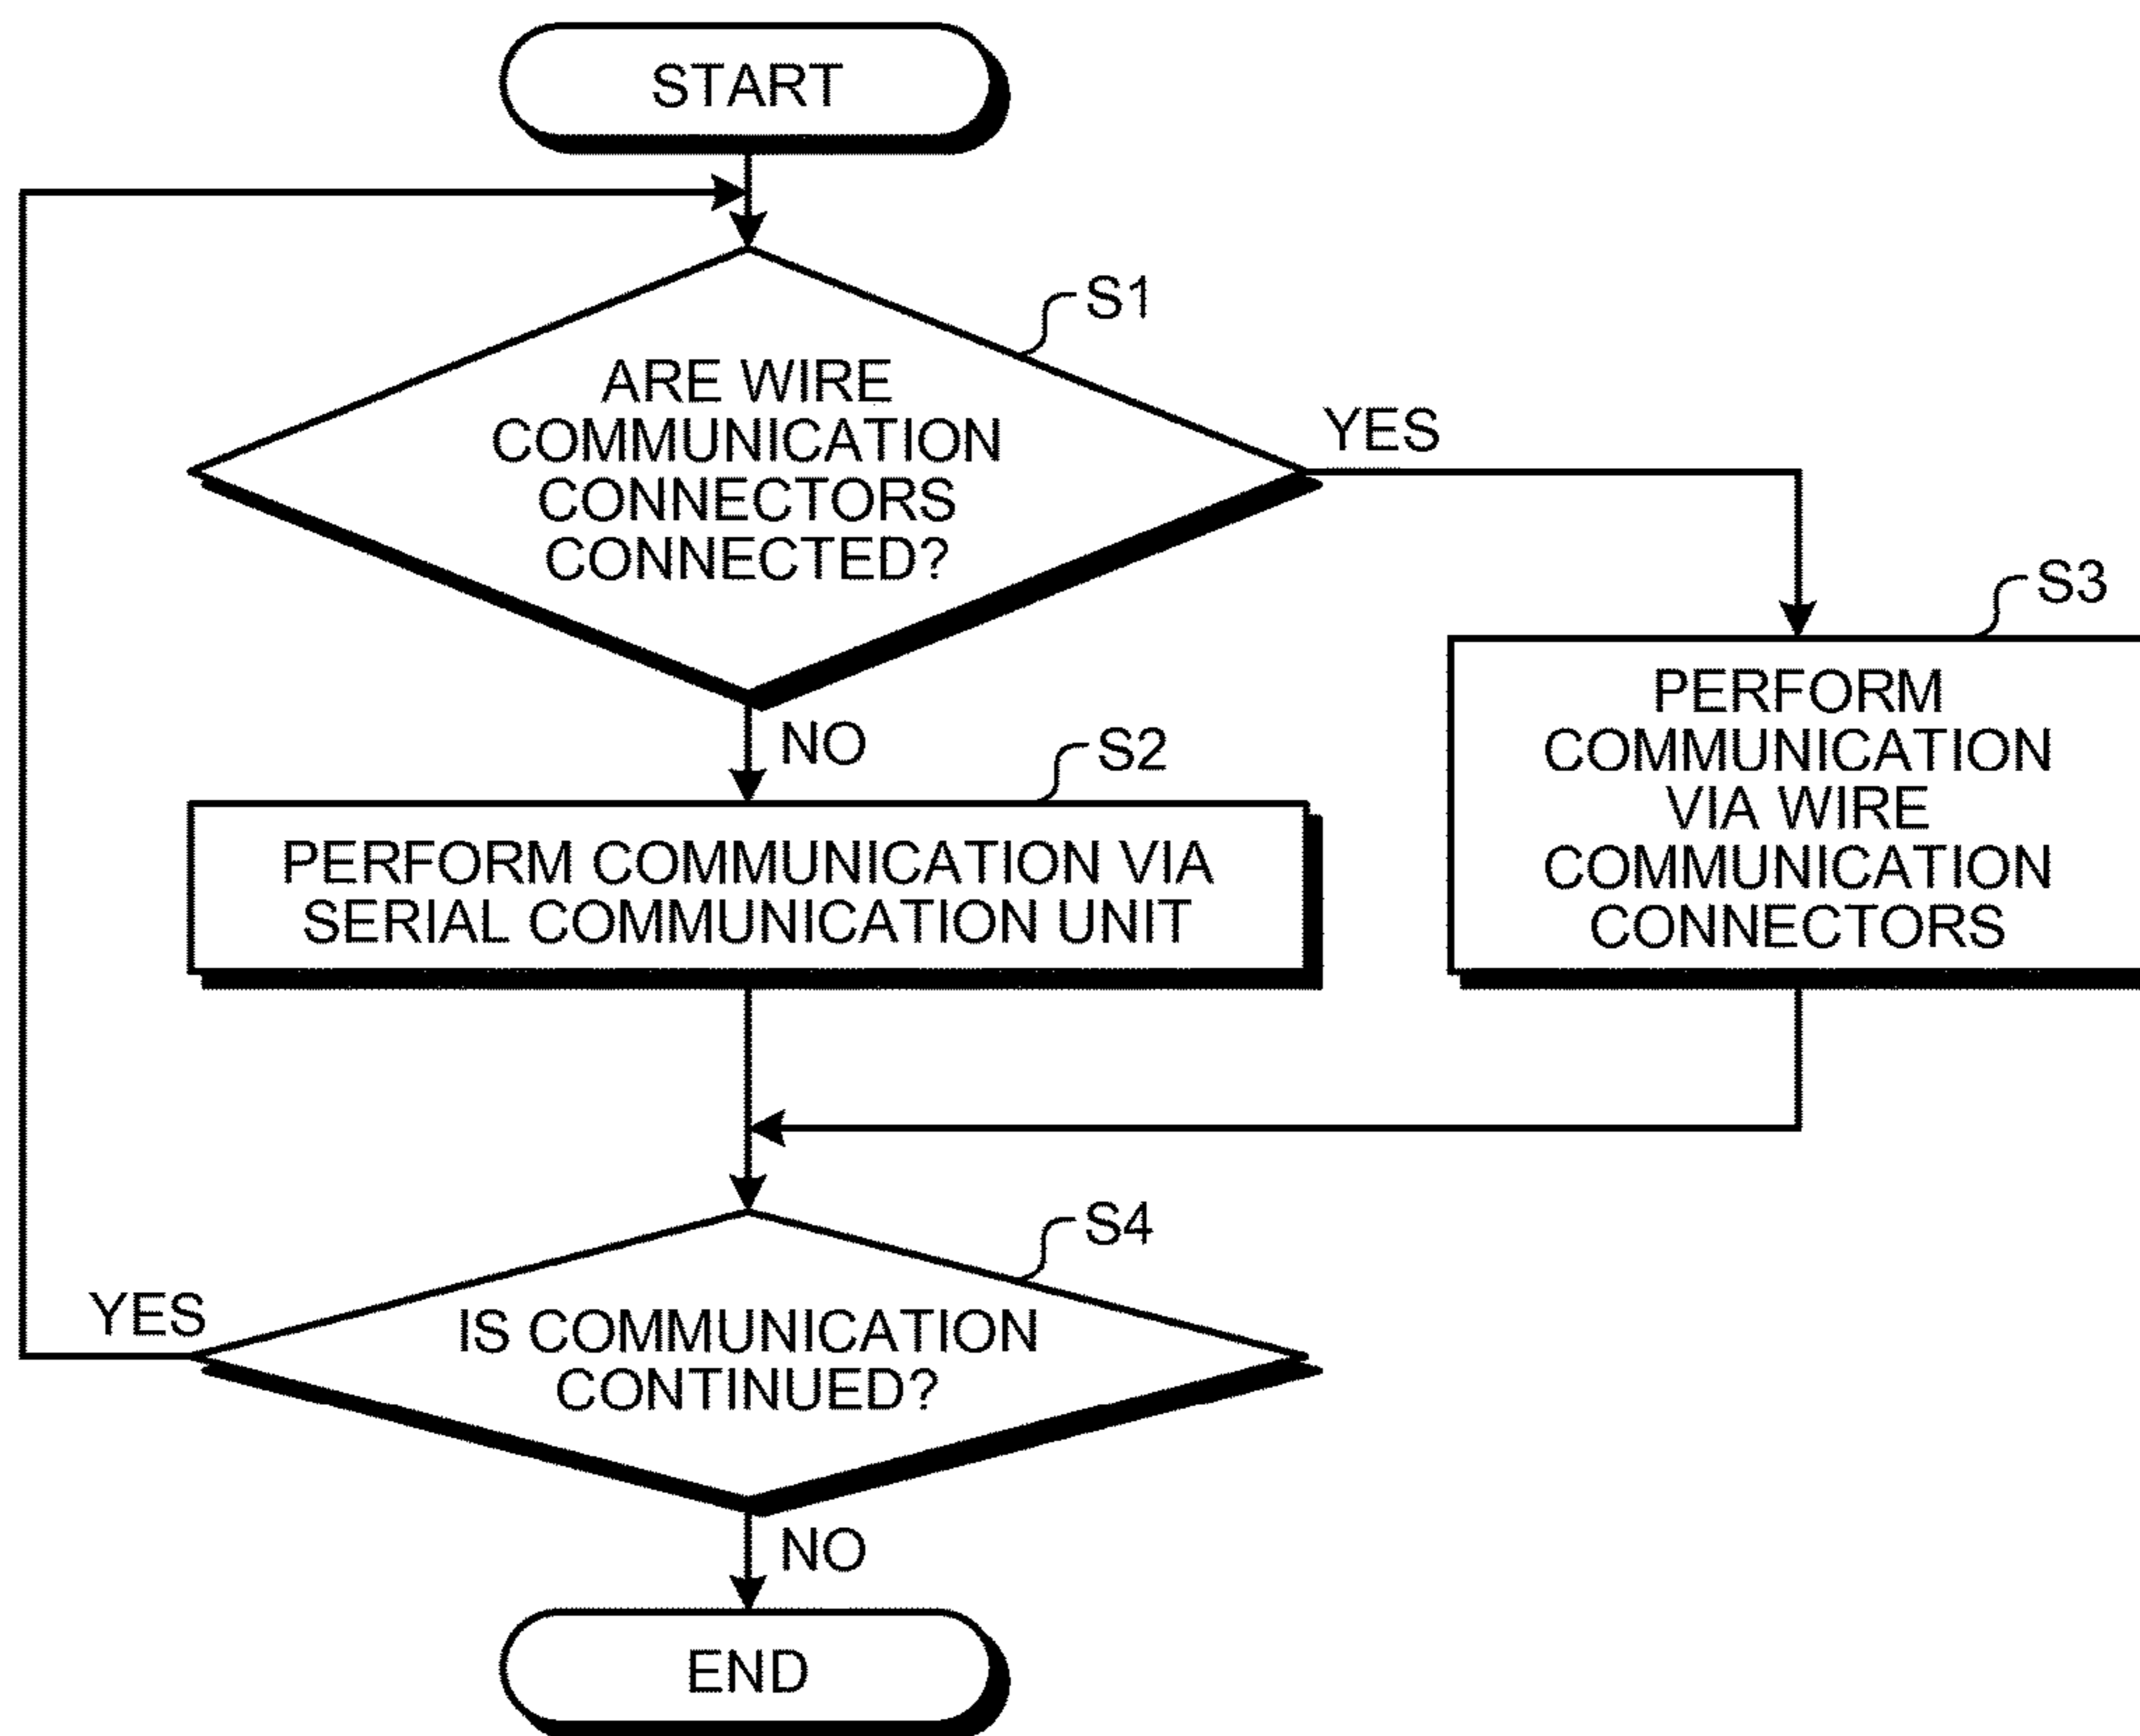 START
S1
ARE WIRE
COMMUNICATION
CONNECTORS
CONNECTED?
YES
NO
S2
PERFORM COMMUNICATION VIA
SERIAL COMMUNICATION UNIT
S3
PERFORM
COMMUNICATION
VIA WIRE
COMMUNICATION
CONNECTORS
S4
IS COMMUNICATION
CONTINUED?
YES
NO
END